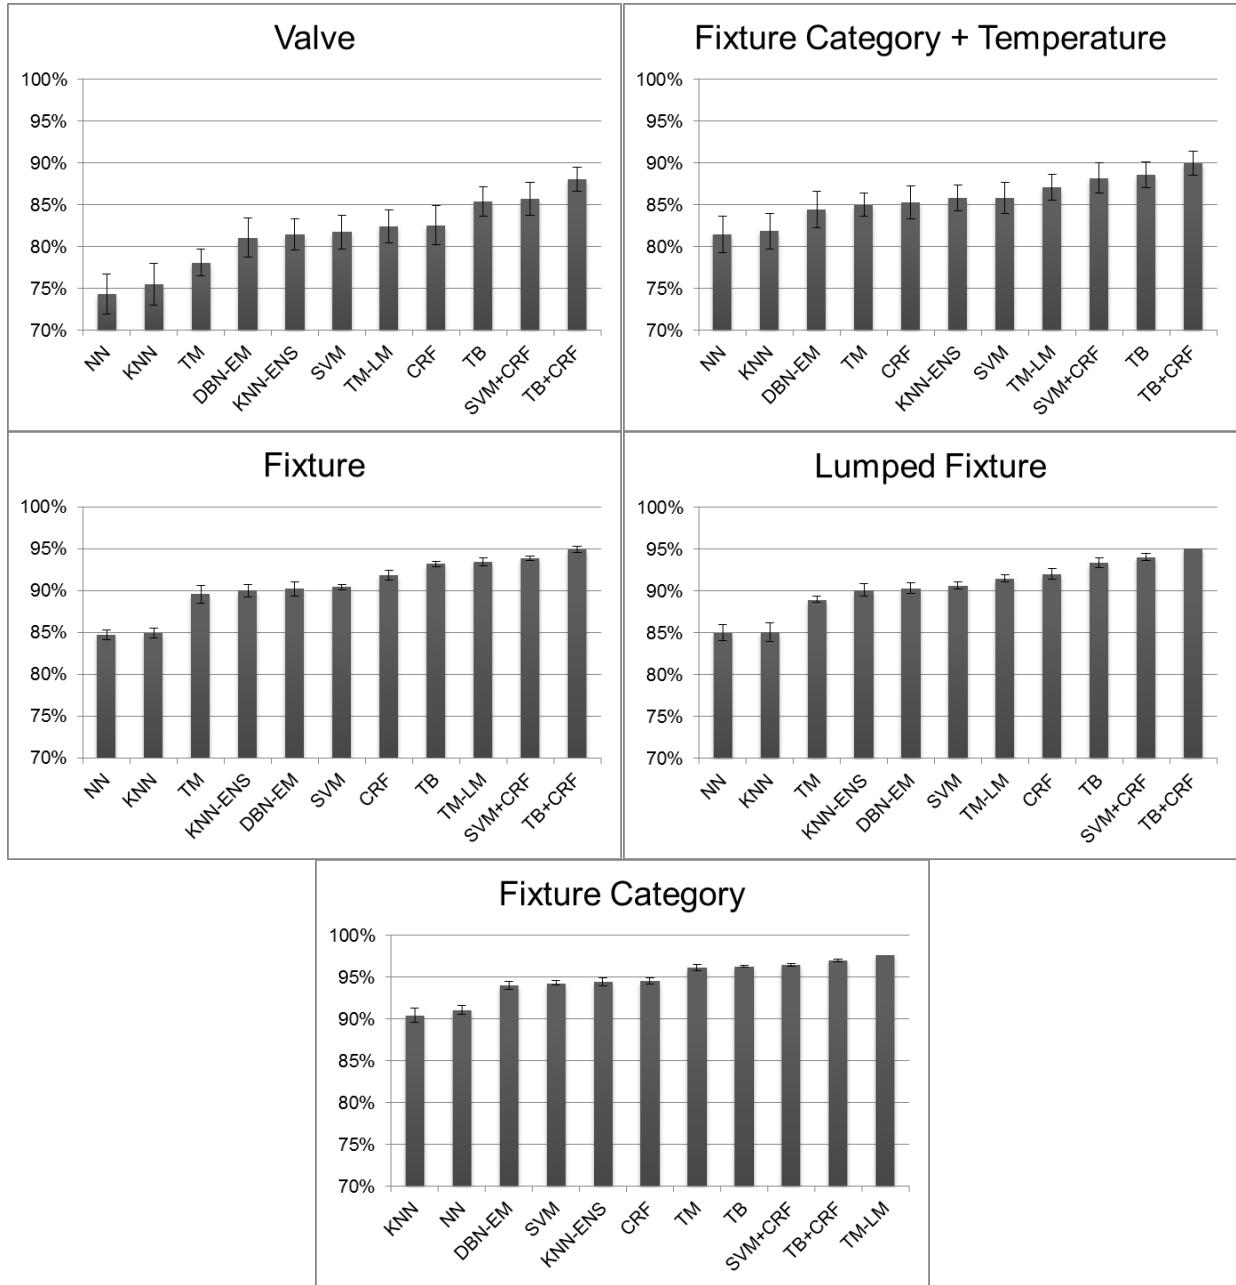 Valve
100%
95%
90%
85%
80%
75%
70%
NN
KNN
TM
DBN-EM
KNN-ENS
SVM
TM-LM
CRF
TB
SVM+CRF
TB+CRF
Fixture Category + Temperature
100%
95%
90%
85%
80%
75%
70%
NN
KNN
DBN-EM
TM
CRF
KNN-ENS
SVM
TM-LM
SVM+CRF
TB
TB+CRF
Fixture
100%
95%
90%
85%
80%
75%
70%
NN
KNN
TM
KNN-ENS
DBN-EM
SVM
CRF
TB
TM-LM
SVM+CRF
TB+CRF
Lumped Fixture
100%
95%
90%
85%
80%
75%
70%
NN
KNN
TM
KNN-ENS
DBN-EM
SVM
TM-LM
CRF
TB
SVM+CRF
TB+CRF
Fixture Category
100%
95%
90%
85%
80%
75%
70%
KNN
NN
DBN-EM
SVM
KNN-ENS
CRF
TM
TB
SVM+CRF
TB+CRF
TM-LM